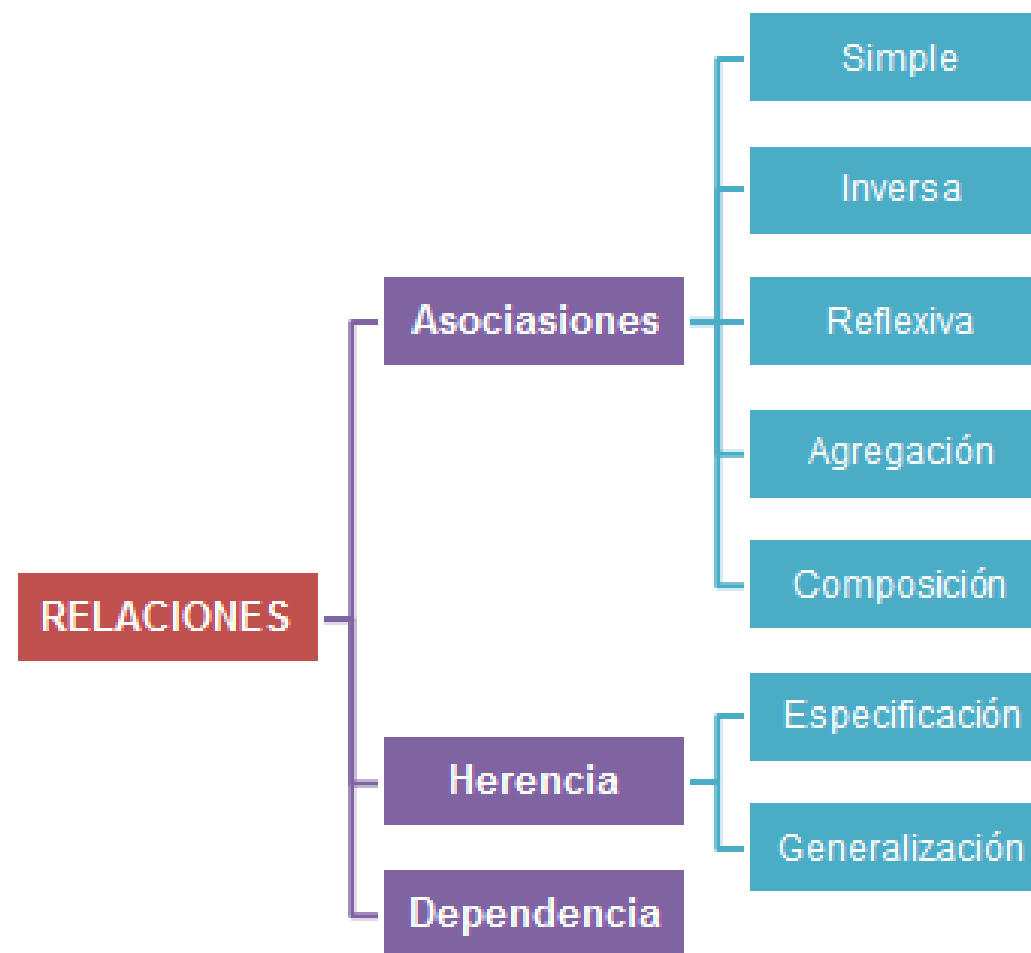 RELACIONES
Asociasiones
Simple
Inversa
Reflexiva
Agregación
Composición
Herencia
Especificación
Generalización
Dependencia